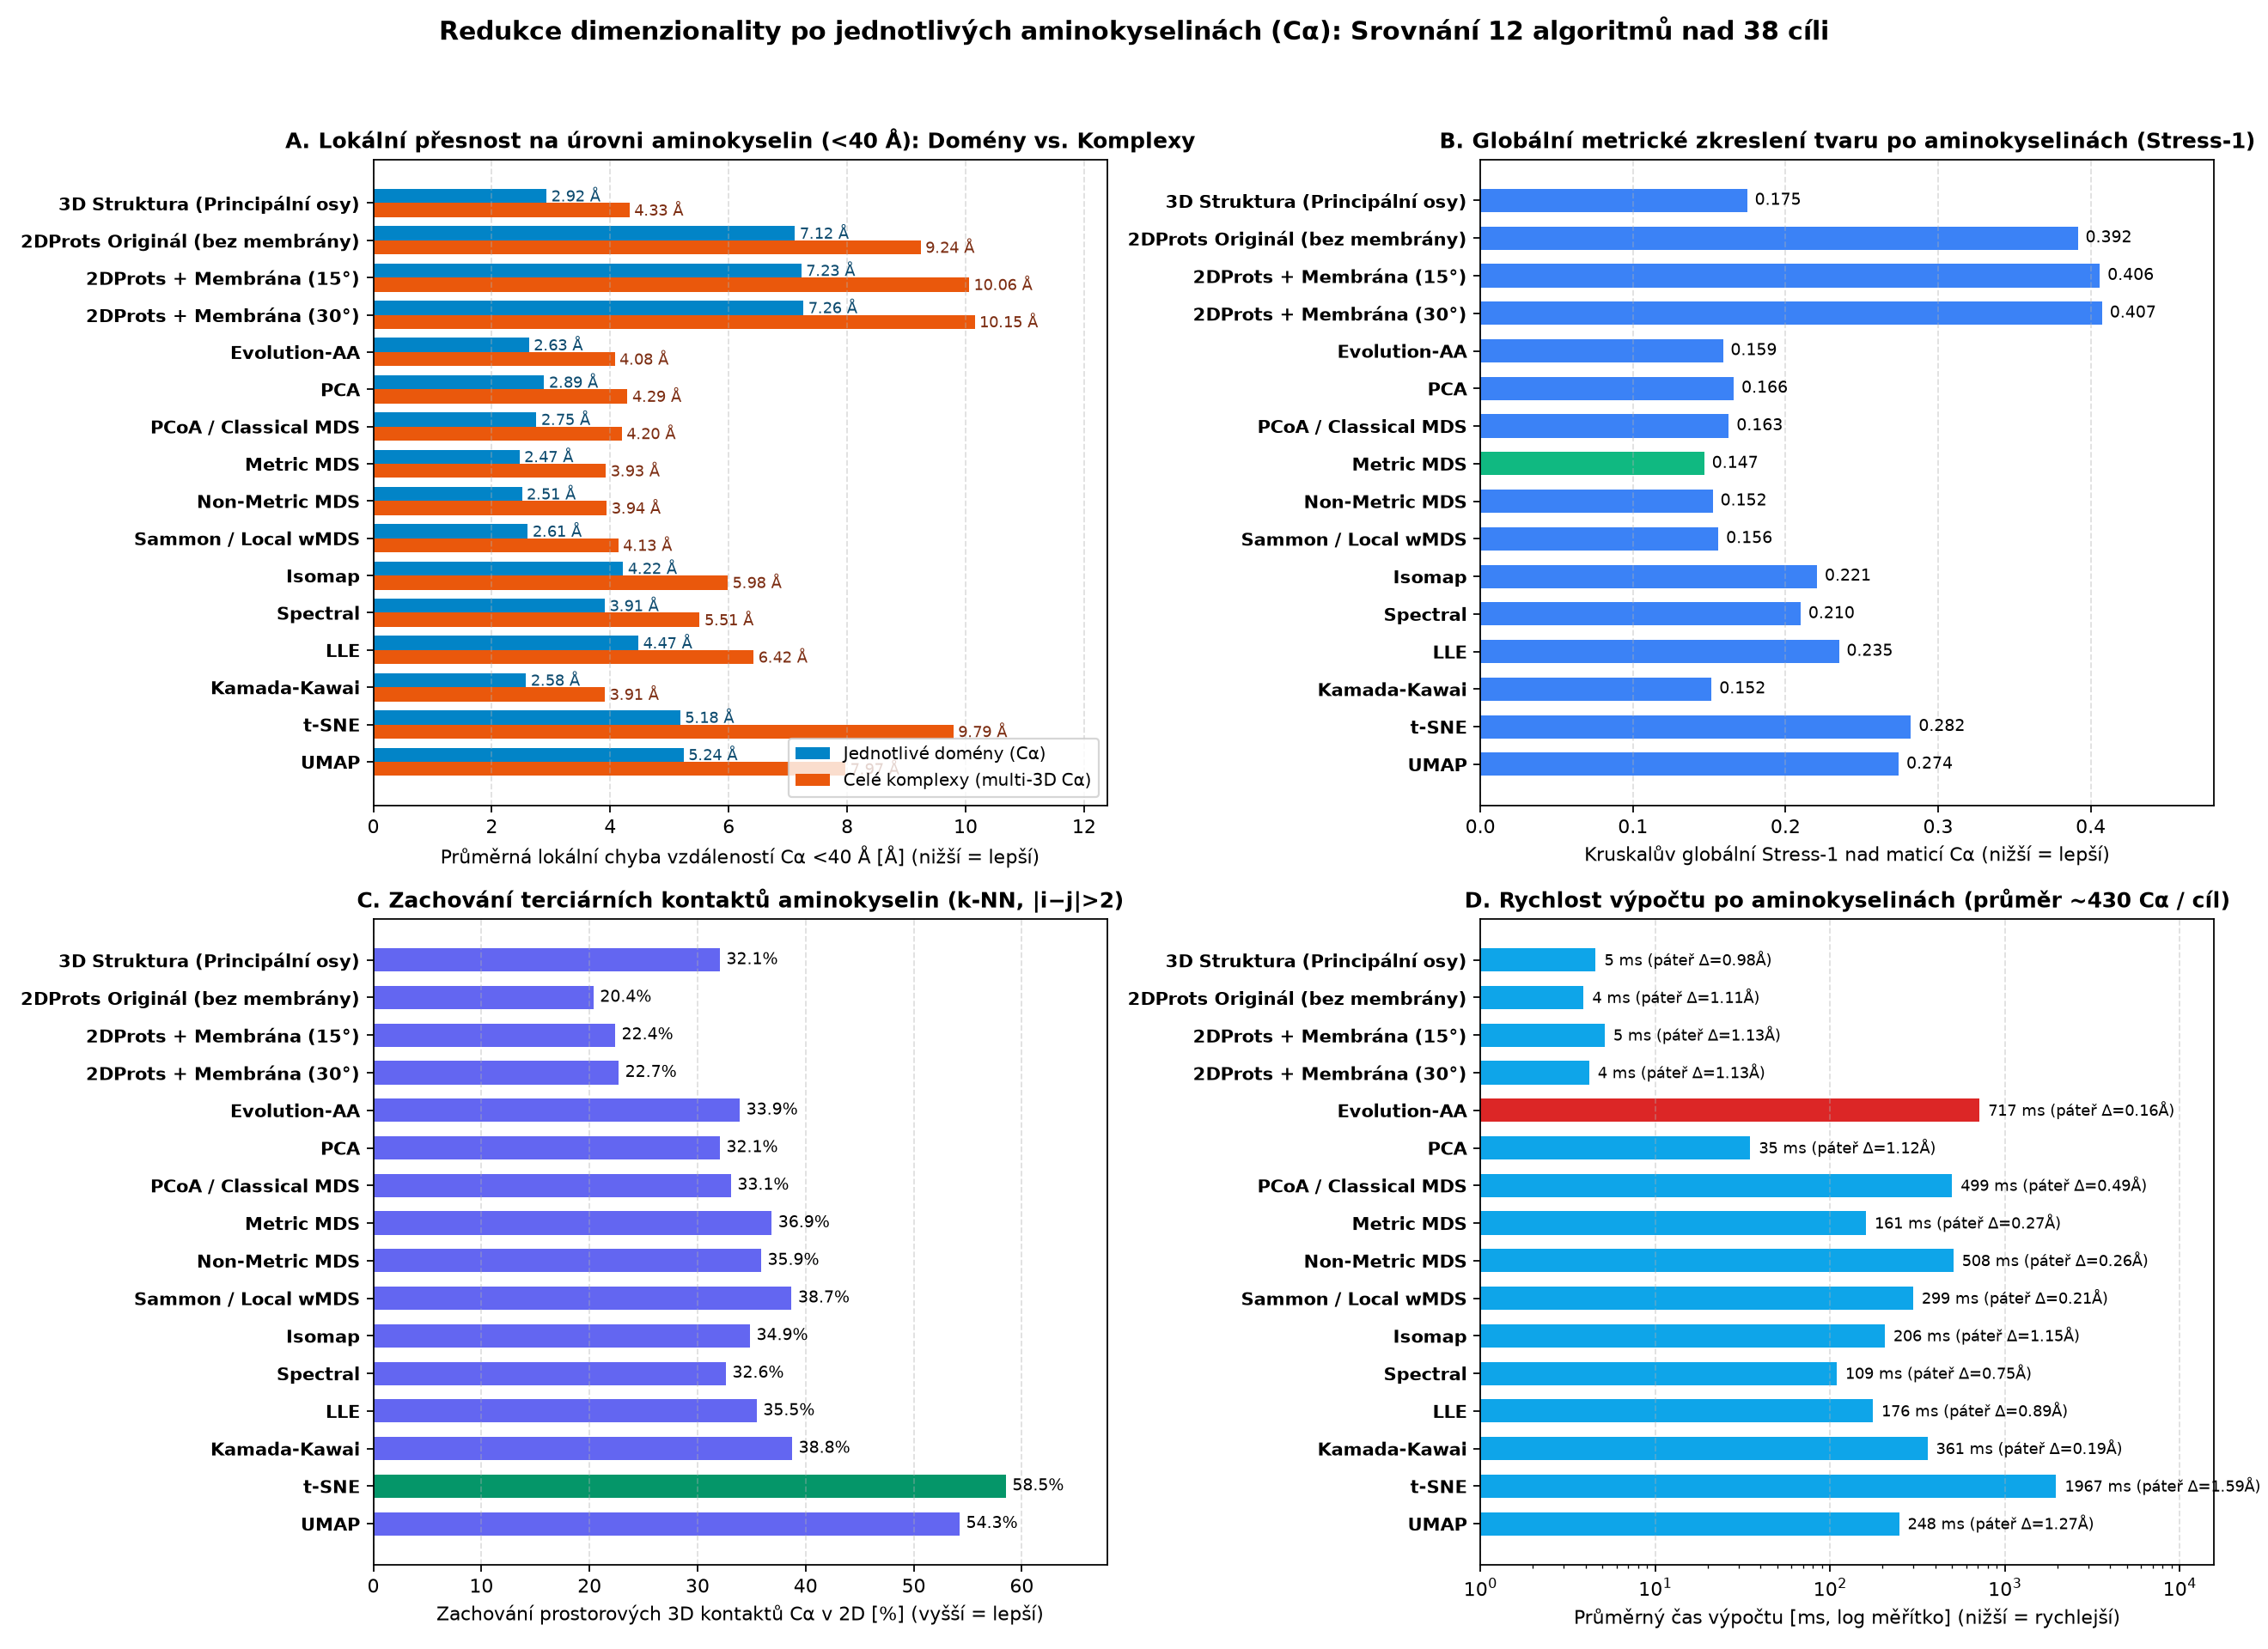 Redukce dimenzionality po jednotlivých aminokyselinách (Cα): Srovnání 12 algoritmů nad 38 cíli
A. Lokální přesnost na úrovni aminokyselin (<40 Å): Domény vs. Komplexy
3D Struktura (Principální osy)
2.92 Å
4.33 Å
2DProts Originál (bez membrány)
7.12 Å
9.24 Å
2DProts + Membrána (15°)
7.23 Å
10.06 Å
2DProts + Membrána (30°)
7.26 Å
10.15 Å
Evolution-AA
2.63 Å
4.08 Å
PCA
2.89 Å
4.29 Å
PCoA / Classical MDS
2.75 Å
4.20 Å
Metric MDS
2.47 Å
3.93 Å
Non-Metric MDS
2.51 Å
3.94 Å
Sammon / Local wMDS
2.61 Å
4.13 Å
Isomap
4.22 Å
5.98 Å
Spectral
3.91 Å
5.51 Å
LLE
4.47 Å
6.42 Å
Kamada-Kawai
2.58 Å
3.91 Å
t-SNE
5.18 Å
9.79 Å
UMAP
5.24 Å
7.97 Å
Jednotlivé domény (Cα)
Celé komplexy (multi-3D Cα)
0 2 4 6 8 10 12
Průměrná lokální chyba vzdáleností Cα <40 Å [Å] (nižší = lepší)
B. Globální metrické zkreslení tvaru po aminokyselinách (Stress-1)
3D Struktura (Principální osy) 0.175
2DProts Originál (bez membrány) 0.392
2DProts + Membrána (15°) 0.406
2DProts + Membrána (30°) 0.407
Evolution-AA 0.159
PCA 0.166
PCoA / Classical MDS 0.163
Metric MDS 0.147
Non-Metric MDS 0.152
Sammon / Local wMDS 0.156
Isomap 0.221
Spectral 0.210
LLE 0.235
Kamada-Kawai 0.152
t-SNE 0.282
UMAP 0.274
0.0 0.1 0.2 0.3 0.4
Kruskalův globální Stress-1 nad maticí Cα (nižší = lepší)
C. Zachování terciárních kontaktů aminokyselin (k-NN, |i−j|>2)
3D Struktura (Principální osy) 32.1%
2DProts Originál (bez membrány) 20.4%
2DProts + Membrána (15°) 22.4%
2DProts + Membrána (30°) 22.7%
Evolution-AA 33.9%
PCA 32.1%
PCoA / Classical MDS 33.1%
Metric MDS 36.9%
Non-Metric MDS 35.9%
Sammon / Local wMDS 38.7%
Isomap 34.9%
Spectral 32.6%
LLE 35.5%
Kamada-Kawai 38.8%
t-SNE 58.5%
UMAP 54.3%
0 10 20 30 40 50 60
Zachování prostorových 3D kontaktů Cα v 2D [%] (vyšší = lepší)
D. Rychlost výpočtu po aminokyselinách (průměr ~430 Cα / cíl)
3D Struktura (Principální osy) 5 ms (páteř Δ=0.98Å)
2DProts Originál (bez membrány) 4 ms (páteř Δ=1.11Å)
2DProts + Membrána (15°) 5 ms (páteř Δ=1.13Å)
2DProts + Membrána (30°) 4 ms (páteř Δ=1.13Å)
Evolution-AA 717 ms (páteř Δ=0.16Å)
PCA 35 ms (páteř Δ=1.12Å)
PCoA / Classical MDS 499 ms (páteř Δ=0.49Å)
Metric MDS 161 ms (páteř Δ=0.27Å)
Non-Metric MDS 508 ms (páteř Δ=0.26Å)
Sammon / Local wMDS 299 ms (páteř Δ=0.21Å)
Isomap 206 ms (páteř Δ=1.15Å)
Spectral 109 ms (páteř Δ=0.75Å)
LLE 176 ms (páteř Δ=0.89Å)
Kamada-Kawai 361 ms (páteř Δ=0.19Å)
t-SNE 1967 ms (páteř Δ=1.59Å)
UMAP 248 ms (páteř Δ=1.27Å)
10⁰ 10¹ 10² 10³ 10⁴
Průměrný čas výpočtu [ms, log měřítko] (nižší = rychlejší)